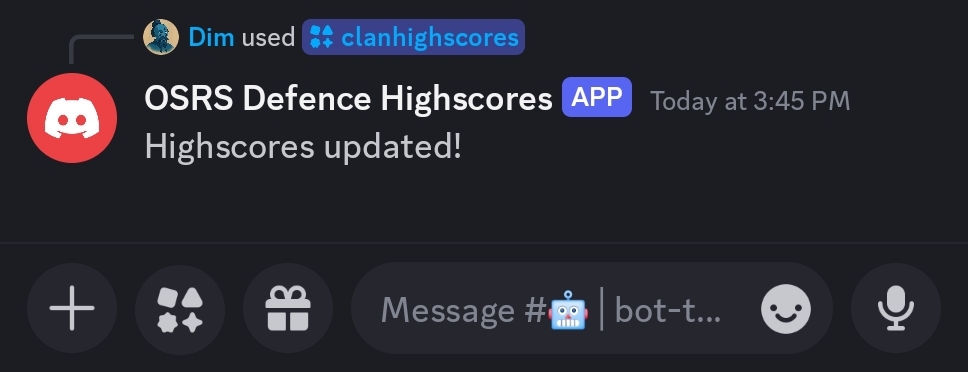 Dim used clanhighscores
OSRS Defence Highscores APP Today at 3:45 PM
Highscores updated!
Message #🤖│bot-t...